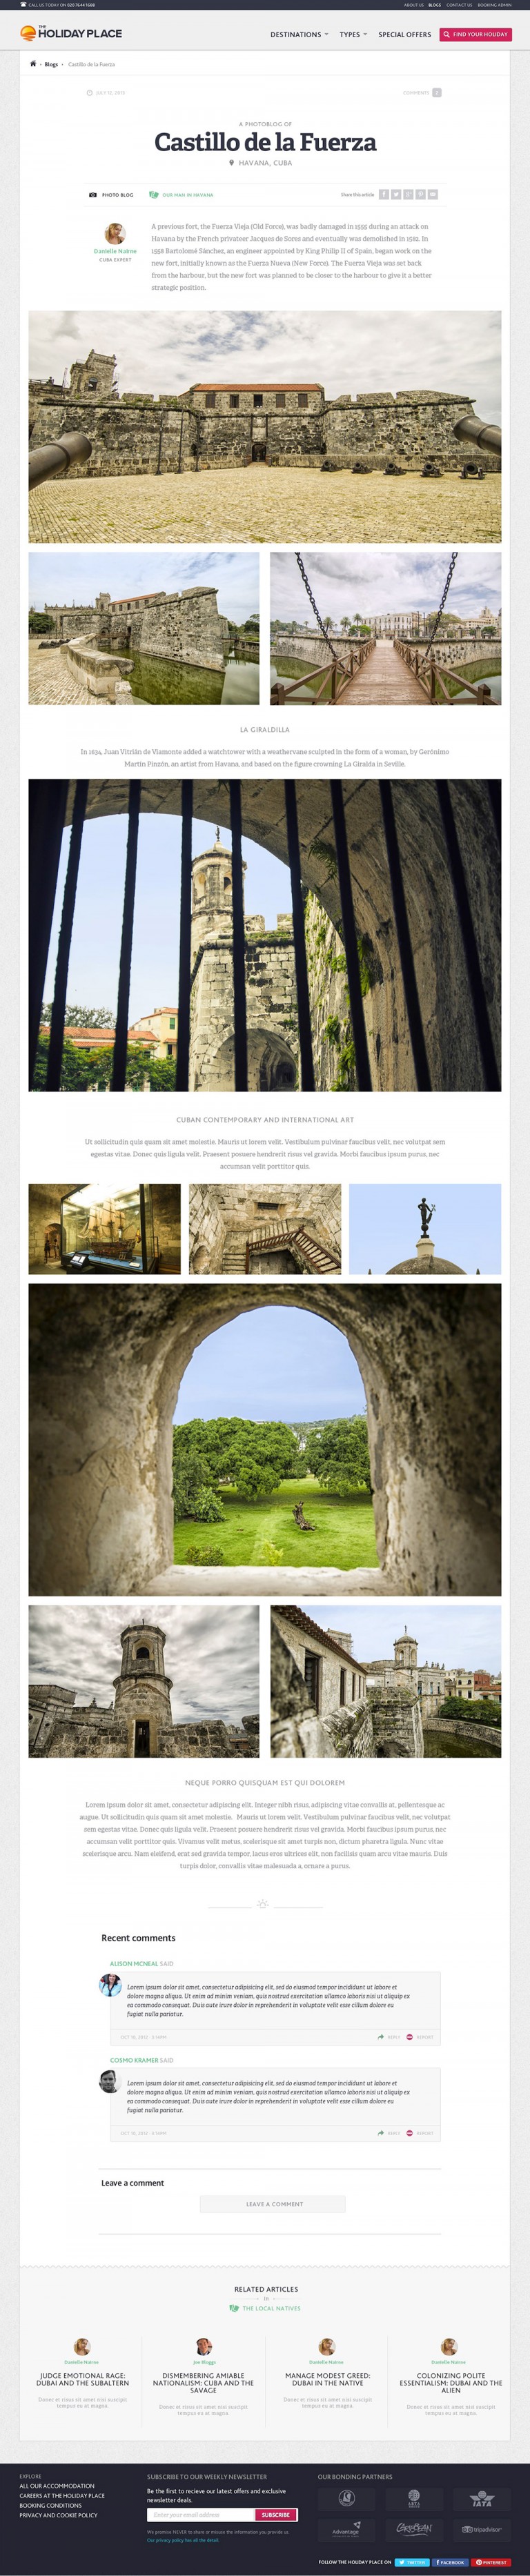 CALL US TODAY ON 020 7644 1688
ABOUT US BLOGS CONTACT US BOOKING ADMIN
THE
HOLIDAY PLACE
DESTINATIONS TYPES SPECIAL OFFERS FIND YOUR HOLIDAY
Blogs Castillo de la Fuerza
COMMENTS
A PHOTOBLOG OF
Castillo de la Fuerza
HAVANA, CUBA
PHOTO BLOG OUR MAN IN HAVANA Share this article
Danielle Nairne
CUBA EXPERT
A previous fort, the Fuerza Vieja (Old Force), was badly damaged in 1555 during an attack on
Havana by the French privateer Jacques de Sores and eventually was demolished in 1582. In
1558 Bartolomé Sánchez, an engineer appointed by King Philip II of Spain, began work on the
new fort, initially known as the Fuerza Nueva (New Force). The Fuerza Vieja was set back
from the harbour, but the new fort was planned to be closer to the harbour to give it a better
strategic position.
LA GIRALDILLA
In 1634, Juan Vitrián de Viamonte added a watchtower with a weathervane sculpted in the form of a woman, by Gerónimo
Martín Pinzón, an artist from Havana, and based on the figure crowning La Giralda in Seville.
CUBAN CONTEMPORARY AND INTERNATIONAL ART
Ut sollicitudin quis quam sit amet molestie. Mauris ut lorem velit. Vestibulum pulvinar faucibus velit, nec volutpat sem
egestas vitae. Donec quis ligula velit. Praesent posuere hendrerit risus vel gravida. Morbi faucibus ipsum purus, nec
accumsan velit porttitor quis.
NEQUE PORRO QUISQUAM EST QUI DOLOREM
Lorem ipsum dolor sit amet, consectetur adipiscing elit. Integer nibh risus, adipiscing vitae convallis at, pellentesque ac
augue. Ut sollicitudin quis quam sit amet molestie. Mauris ut lorem velit. Vestibulum pulvinar faucibus velit, nec volutpat
sem egestas vitae. Donec quis ligula velit. Praesent posuere hendrerit risus vel gravida. Morbi faucibus ipsum purus, nec
accumsan velit porttitor quis. Vivamus velit metus, scelerisque sit amet turpis non, dictum pharetra ligula. Nunc vitae
scelerisque arcu. Nam eleifend, erat sed gravida tempor, lacus eros ultrices elit, non facilisis quam arcu vitae mauris. Duis
turpis dolor, convallis vitae malesuada a, ornare a purus.
Recent comments
ALISON MCNEAL SAID
Lorem ipsum dolor sit amet, consectetur adipisicing elit, sed do eiusmod tempor incididunt ut labore et
dolore magna aliqua. Ut enim ad minim veniam, quis nostrud exercitation ullamco laboris nisi ut aliquip ex
ea commodo consequat. Duis aute irure dolor in reprehenderit in voluptate velit esse cillum dolore eu
fugiat nulla pariatur.
REPLY REPORT
COSMO KRAMER SAID
Lorem ipsum dolor sit amet, consectetur adipisicing elit, sed do eiusmod tempor incididunt ut labore et
dolore magna aliqua. Ut enim ad minim veniam, quis nostrud exercitation ullamco laboris nisi ut aliquip ex
ea commodo consequat. Duis aute irure dolor in reprehenderit in voluptate velit esse cillum dolore eu
fugiat nulla pariatur.
REPLY REPORT
Leave a comment
LEAVE A COMMENT
RELATED ARTICLES
in
THE LOCAL NATIVES
Danielle Nairne Joe Bloggs Danielle Nairne Danielle Nairne
JUDGE EMOTIONAL RAGE:
DUBAI AND THE SUBALTERN
Donec et risus sit amet nisi suscipit
tempus eu at magna.
DISMEMBERING AMIABLE
NATIONALISM: CUBA AND THE
SAVAGE
Donec et risus sit amet nisi suscipit
tempus eu at magna.
MANAGE MODEST GREED:
DUBAI IN THE NATIVE
Donec et risus sit amet nisi suscipit
tempus eu at magna.
COLONIZING POLITE
ESSENTIALISM: DUBAI AND THE
ALIEN
Donec et risus sit amet nisi suscipit
tempus eu at magna.
EXPLORE
ALL OUR ACCOMMODATION
CAREERS AT THE HOLIDAY PLACE
BOOKING CONDITIONS
PRIVACY AND COOKIE POLICY
SUBSCRIBE TO OUR WEEKLY NEWSLETTER
Be the first to recieve our latest offers and exclusive
newsletter deals.
Enter your email address SUBSCRIBE
We promise NEVER to share or misuse the information you provide us.
Our privacy policy has all the detail.
OUR BONDING PARTNERS
IATA
Advantage
Caribbean
tripadvisor
FOLLOW THE HOLIDAY PLACE ON TWITTER FACEBOOK PINTEREST